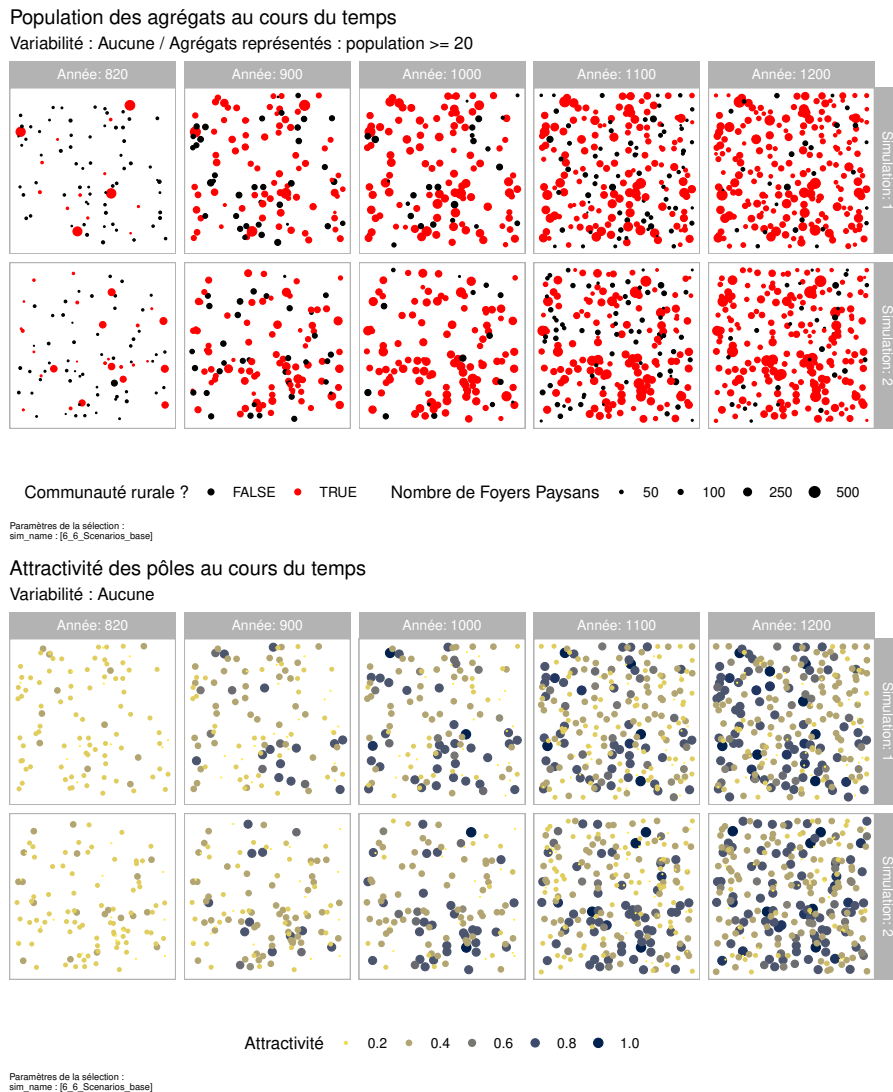 Population des agrégats au cours du temps
Variabilité : Aucune / Agrégats représentés : population >= 20
Année: 820 Année: 900 Année: 1000 Année: 1100 Année: 1200
Simulation: 1
Simulation: 2
Communauté rurale ? FALSE TRUE Nombre de Foyers Paysans 50 100 250 500
Paramètres de la sélection :
sim_name : [6_6_Scenarios_base]
Attractivité des pôles au cours du temps
Variabilité : Aucune
Année: 820 Année: 900 Année: 1000 Année: 1100 Année: 1200
Simulation: 1
Simulation: 2
Attractivité 0.2 0.4 0.6 0.8 1.0
Paramètres de la sélection :
sim_name : [6_6_Scenarios_base]